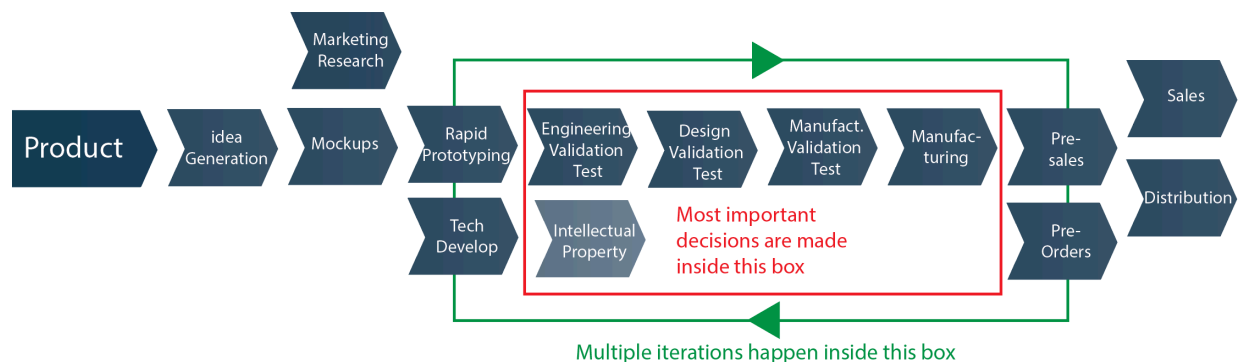 Marketing
Research
Product
idea
Generation
Mockups
Rapid
Prototyping
Engineering
Validation
Test
Design
Validation
Test
Manufact.
Validation
Test
Manufac-
turing
Pre-
sales
Sales
Tech
Develop
Intellectual
Property
Most important
decisions are made
inside this box
Pre-
Orders
Distribution
Multiple iterations happen inside this box